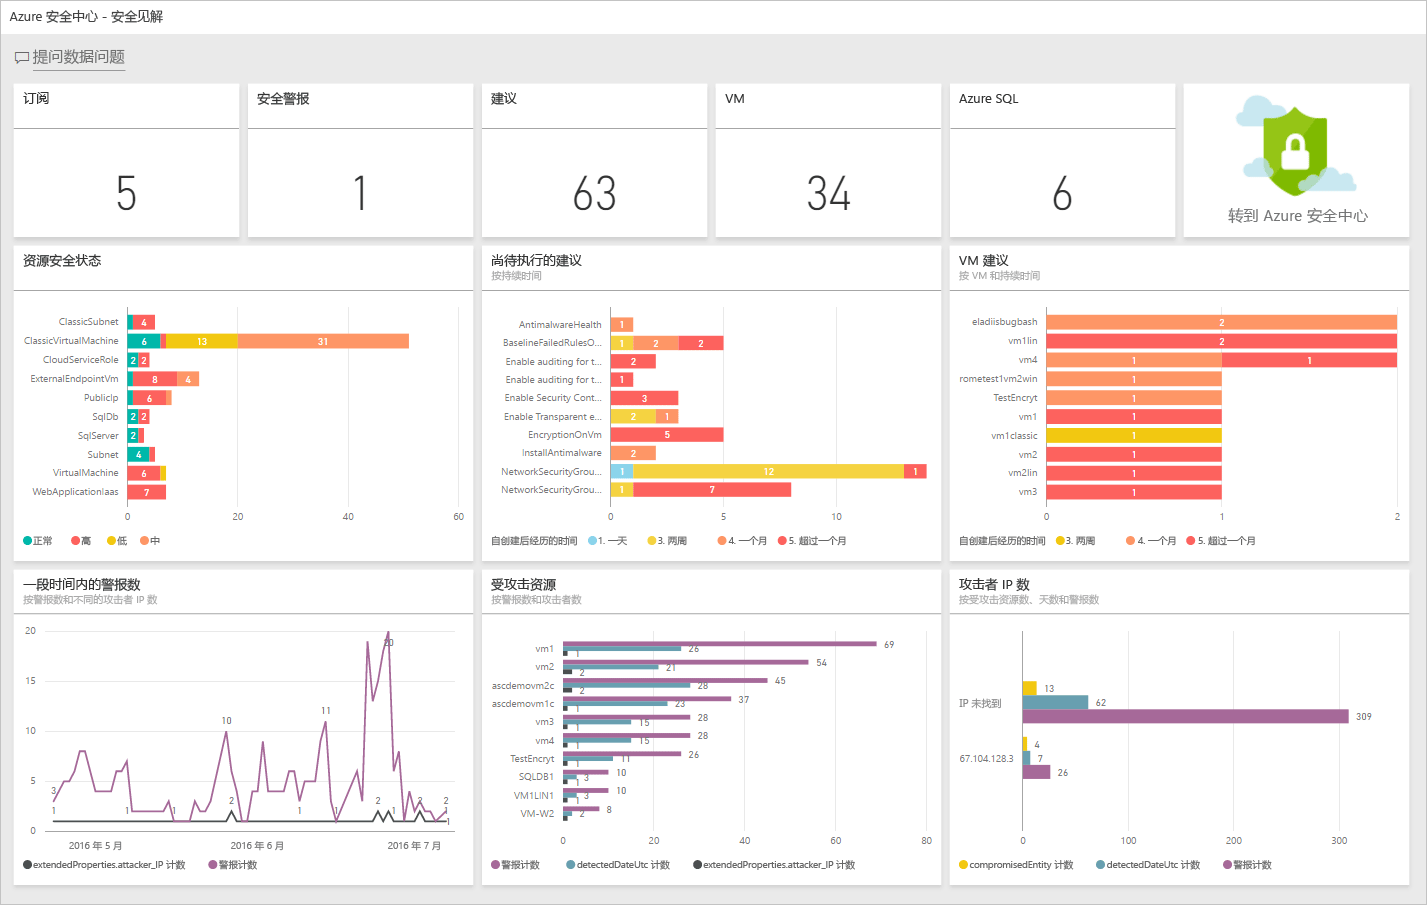 Azure 安全中心 - 安全见解
提问数据问题
订阅
5
安全警报
1
建议
63
VM
34
Azure SQL
6
转到 Azure 安全中心
资源安全状态
ClassicSubnet 4
ClassicVirtualMachine 6 13 31
CloudServiceRole 2 2
ExternalEndpointVm 8 4
PublicIp 6
SqlDb 2 2
SqlServer 2
Subnet 4
VirtualMachine 6
WebApplicationIaas 7
0 20 40 60
正常 高 低 中
尚待执行的建议
按持续时间
AntimalwareHealth 1
BaselineFailedRulesO... 1 2 2
Enable auditing for t... 2
Enable auditing for t... 1
Enable Security Cont... 3
Enable Transparent e... 2 1
EncryptionOnVm 5
InstallAntimalware 2
NetworkSecurityGrou... 1 12 1
NetworkSecurityGrou... 1 7
0 5 10
自创建后经历的时间 1. 一天 3. 两周 4. 一个月 5. 超过一个月
VM 建议
按 VM 和持续时间
eladiisbugbash 2
vm1lin 2
vm4 1 1
rometest1vm2win 1
TestEncryt 1
vm1 1
vm1classic 1
vm2 1
vm2lin 1
vm3 1
0 1 2
自创建后经历的时间 3. 两周 4. 一个月 5. 超过一个月
一段时间内的警报数
按警报数和不同的攻击者 IP 数
20 20
15
10 10 11
5 3 1 1 1 2 1 1 2 1 2 2 1 1
0
2016 年 5 月 2016 年 6 月 2016 年 7 月
extendedProperties.attacker_IP 计数 警报计数
受攻击资源
按警报数和攻击者数
vm1 69 26 1
vm2 54 21 2
ascdemovm2c 45 28 2
ascdemovm1c 37 23 1
vm3 28 15 1
vm4 28 15 1
TestEncryt 26 11 1
SQLDB1 10 3 1
VM1LIN1 10 3 1
VM-W2 8 2
0 20 40 60 80
警报计数 detectedDateUtc 计数 extendedProperties.attacker_IP 计数
攻击者 IP 数
按受攻击资源数、天数和警报数
IP 未找到 13 62 309
67.104.128.3 4 7 26
0 100 200 300
compromisedEntity 计数 detectedDateUtc 计数 警报计数